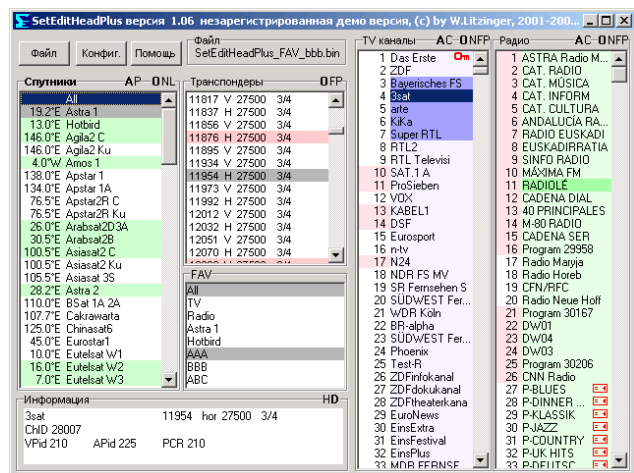 SetEditHeadPlus версия 1.06 незарегистрированная демо версия, (c) by W.Litzinger, 2001-200...
Файл
Конфиг.
Помощь
Файл
SetEditHeadPlus_FAV_bbb.bin
Спутники AP ONL
All
19.2°E Astra 1
13.0°E Hotbird
146.0°E Agila2 C
146.0°E Agila2 Ku
4.0°W Amos 1
138.0°E Apstar 1
134.0°E Apstar 1A
76.5°E Apstar2R C
76.5°E Apstar2R Ku
26.0°E Arabsat2D3A
30.5°E Arabsat2B
100.5°E Asiasat2 C
100.5°E Asiasat2 Ku
105.5°E Asiasat 3S
28.2°E Astra 2
110.0°E BSat 1A 2A
107.7°E Cakrawarta
125.0°E Chinasat6
45.0°E Eurostar1
10.0°E Eutelsat W1
16.0°E Eutelsat W2
7.0°E Eutelsat W3
Транспондеры OFP
11817 V 27500 3/4
11837 H 27500 3/4
11856 V 27500 3/4
11876 H 27500 3/4
11895 V 27500 3/4
11934 V 27500 3/4
11954 H 27500 3/4
11973 V 27500 3/4
11992 H 27500 3/4
12012 V 27500 3/4
12032 H 27500 3/4
12051 V 27500 3/4
12070 H 27500 3/4
FAV
All
TV
Radio
Astra 1
Hotbird
AAA
BBB
ABC
Информация HD
3sat 11954 hor 27500 3/4
ChID 28007
VPid 210 APid 225 PCR 210
TV каналы AC ONFP
1 Das Erste
2 ZDF
3 Bayerisches FS
4 3sat
5 arte
6 KiKa
7 Super RTL
8 RTL2
9 RTL Televisi
10 SAT.1 A
11 ProSieben
12 VOX
13 KABEL1
14 DSF
15 Eurosport
16 n-tv
17 N24
18 NDR FS MV
19 SR Fernsehen S
20 SÜDWEST Fer...
21 WDR Köln
22 BR-alpha
23 SÜDWEST Fer...
24 Phoenix
25 Test-R
26 ZDFinfokanal
27 ZDFdokukanal
28 ZDFtheaterkana
29 EuroNews
30 EinsExtra
31 EinsFestival
32 EinsPlus
33 MDR FERNSE
Радио AC ONFP
1 ASTRA Radio M...
2 CAT. RADIO
3 CAT. MÚSICA
4 CAT. INFORM
5 CAT. CULTURA
6 ANDALUCÍA RA...
7 RADIO EUSKADI
8 EUSKADIRRATIA
9 SINFO RADIO
10 MÁXIMA FM
11 RADIOLÉ
12 CADENA DIAL
13 40 PRINCIPALES
14 M-80 RADIO
15 CADENA SER
16 Program 29958
17 Radio Maryja
18 Radio Horeb
19 CFN/RFC
20 Radio Neue Hoff
21 Program 30167
22 DW01
23 DW04
24 DW03
25 Program 30206
26 CNN Radio
27 P-BLUES
28 P-DINNER ...
29 P-KLASSIK
30 P-JAZZ
31 P-COUNTRY
32 P-UK HITS
33 P-DEUTSC